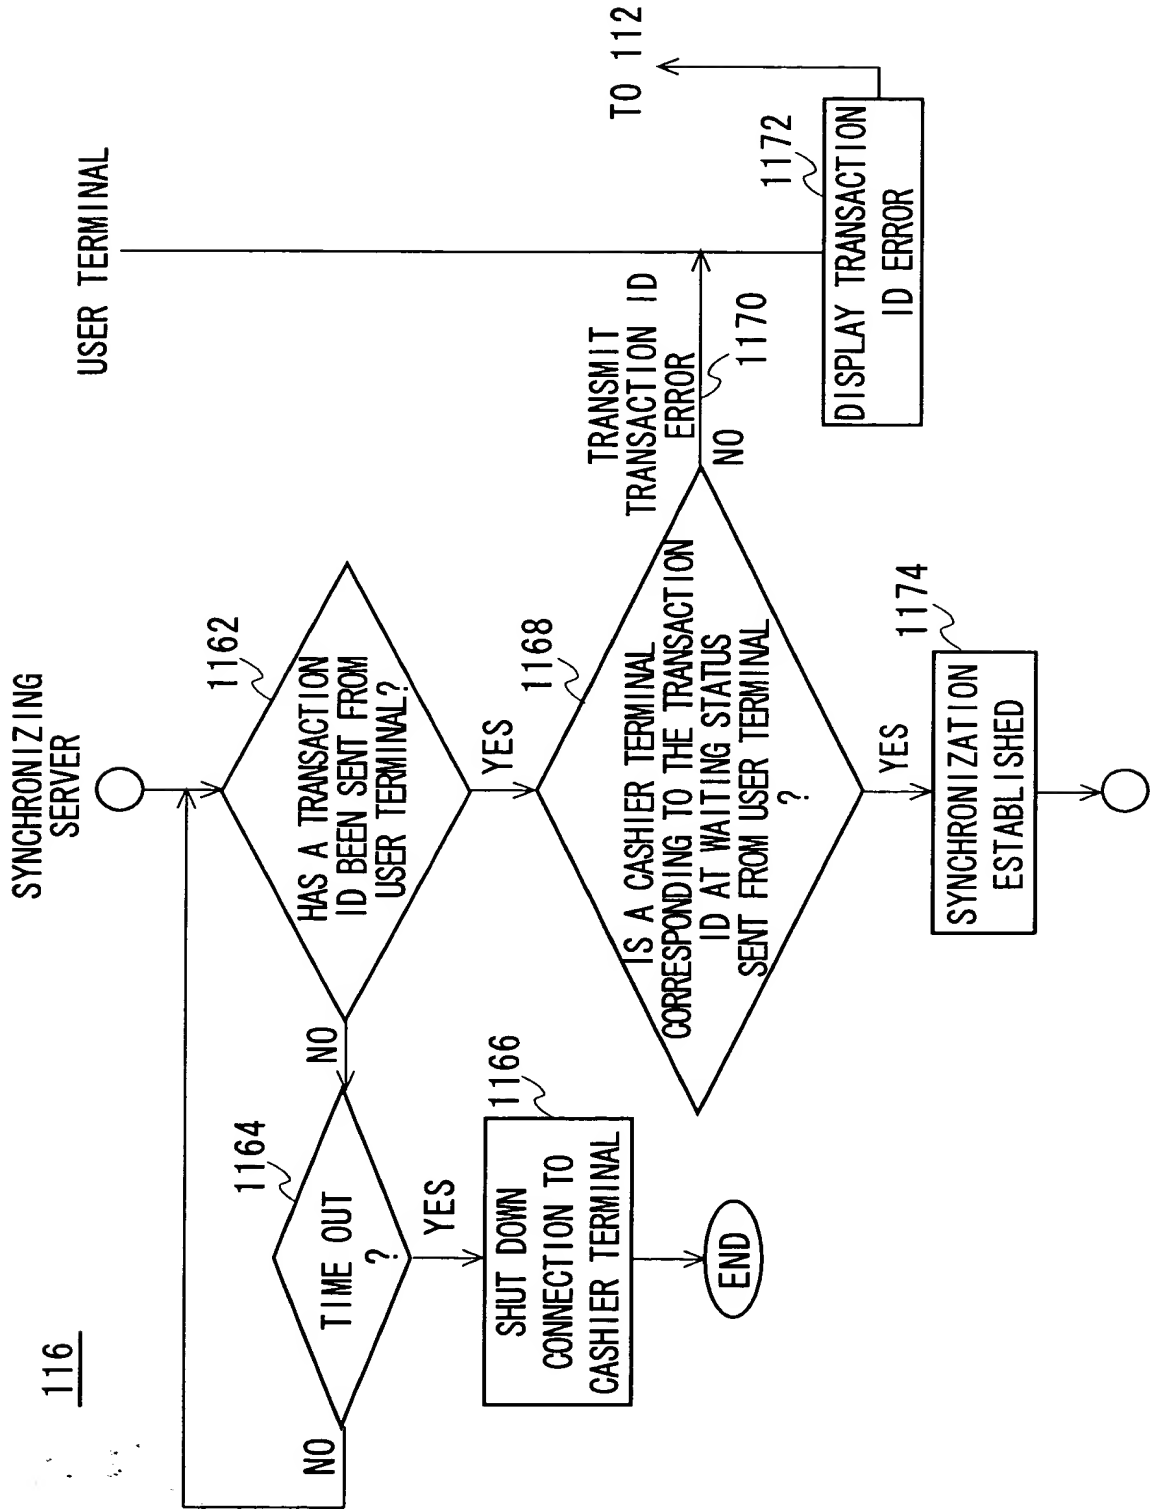 116
SYNCHRONIZING
SERVER
USER TERMINAL
1162
HAS A TRANSACTION
ID BEEN SENT FROM
USER TERMINAL?
NO
YES
1164
TIME OUT
?
NO
YES
1166
SHUT DOWN
CONNECTION TO
CASHIER TERMINAL
END
1168
IS A CASHIER TERMINAL
CORRESPONDING TO THE TRANSACTION
ID AT WAITING STATUS
SENT FROM USER TERMINAL
?
NO
TRANSMIT
TRANSACTION ID
ERROR
1170
YES
1172
DISPLAY TRANSACTION
ID ERROR
TO 112
1174
SYNCHRONIZATION
ESTABLISHED